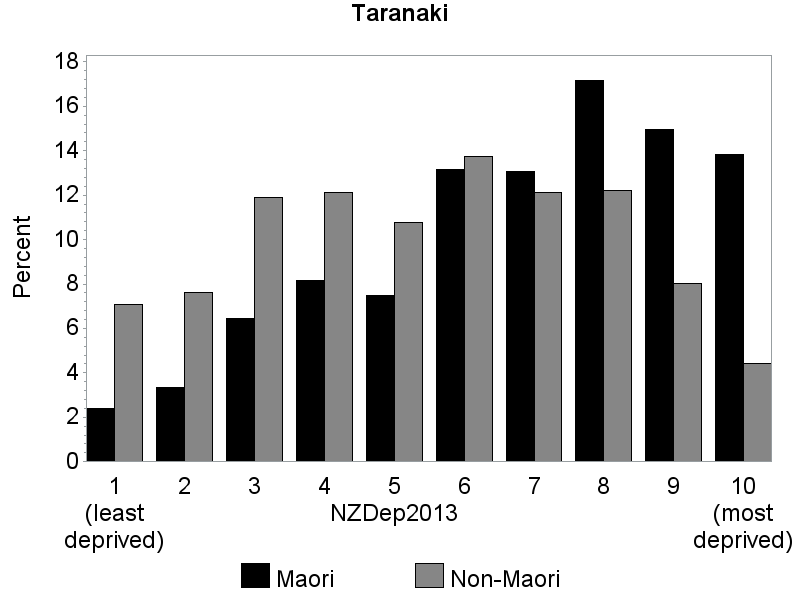 Taranaki
Percent
18
16
14
12
10
8
6
4
2
0
1 2 3 4 5 6 7 8 9 10
(least NZDep2013 (most
deprived) deprived)
Maori Non-Maori